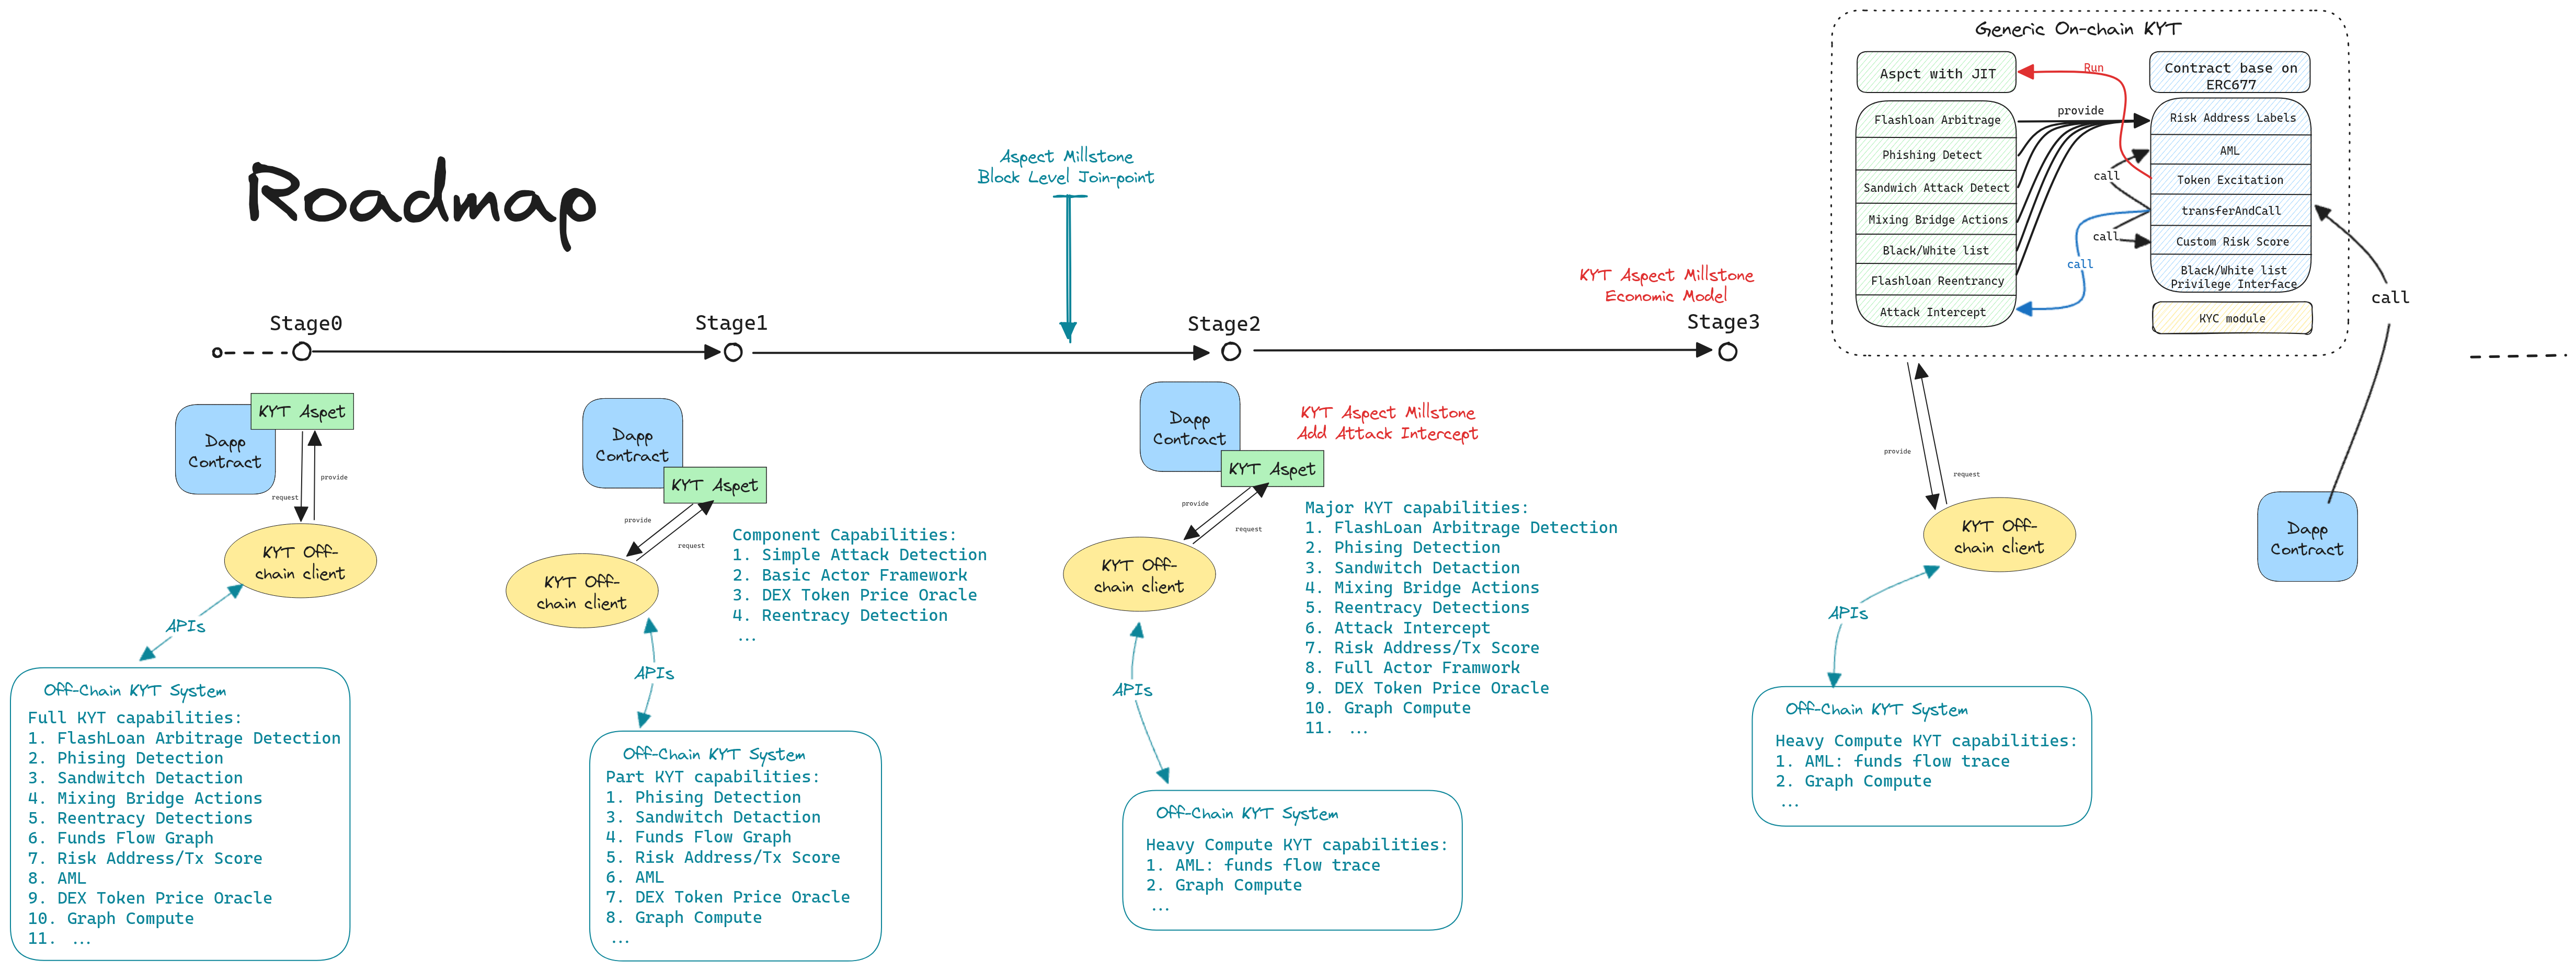 Roadmap
Aspect Millstone
Block Level Join-point
KYT Aspect Millstone
Economic Model
Stage0
Stage1
Stage2
Stage3
KYT Aspet
Dapp
Contract
request
provide
KYT Off-
chain client
APIs
Off-Chain KYT System
Full KYT capabilities:
1. FlashLoan Arbitrage Detection
2. Phising Detection
3. Sandwitch Detaction
4. Mixing Bridge Actions
5. Reentracy Detections
6. Funds Flow Graph
7. Risk Address/Tx Score
8. AML
9. DEX Token Price Oracle
10. Graph Compute
11. ...
Dapp
Contract
KYT Aspet
provide
request
KYT Off-
chain client
Component Capabilities:
1. Simple Attack Detection
2. Basic Actor Framework
3. DEX Token Price Oracle
4. Reentracy Detection
...
APIs
Off-Chain KYT System
Part KYT capabilities:
1. Phising Detection
3. Sandwitch Detaction
4. Funds Flow Graph
5. Risk Address/Tx Score
6. AML
7. DEX Token Price Oracle
8. Graph Compute
...
Dapp
Contract
KYT Aspet
KYT Aspect Millstone
Add Attack Intercept
provide
request
KYT Off-
chain client
Major KYT capabilities:
1. FlashLoan Arbitrage Detection
2. Phising Detection
3. Sandwitch Detaction
4. Mixing Bridge Actions
5. Reentracy Detections
6. Attack Intercept
7. Risk Address/Tx Score
8. Full Actor Framwork
9. DEX Token Price Oracle
10. Graph Compute
11. ...
APIs
Off-Chain KYT System
Heavy Compute KYT capabilities:
1. AML: funds flow trace
2. Graph Compute
...
Generic On-chain KYT
Aspct with JIT
Run
Contract base on
ERC677
Flashloan Arbitrage
Phishing Detect
Sandwich Attack Detect
Mixing Bridge Actions
Black/White list
Flashloan Reentrancy
Attack Intercept
provide
call
call
call
Risk Address Labels
AML
Token Excitation
transferAndCall
Custom Risk Score
Black/White list
Privilege Interface
KYC module
call
provide
request
KYT Off-
chain client
Dapp
Contract
APIs
Off-Chain KYT System
Heavy Compute KYT capabilities:
1. AML: funds flow trace
2. Graph Compute
...